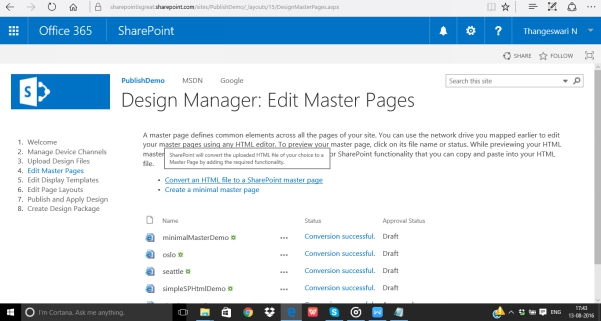 sharepointisgreat.sharepoint.com/sites/PublishDemo/_layouts/15/DesignMasterPages.aspx
Office 365 SharePoint Thangeswari N
SHARE FOLLOW
PublishDemo MSDN Google
Search this site
Design Manager: Edit Master Pages
1. Welcome
2. Manage Device Channels
3. Upload Design Files
4. Edit Master Pages
5. Edit Display Templates
6. Edit Page Layouts
7. Publish and Apply Design
8. Create Design Package
A master page defines common elements across all the pages of your site. You can use the network drive you mapped earlier to edit
your master pages using any HTML editor. To preview your master page, click on its file name or status. While previewing your HTML
master
SharePoint will convert the uploaded HTML file of your choice to a
Master Page by adding the required functionality.
or SharePoint functionality that you can copy and paste into your HTML
file.
Convert an HTML file to a SharePoint master page
Create a minimal master page
Name Status Approval Status
minimalMasterDemo ... Conversion successful. Draft
oslo ... Conversion successful. Draft
seattle ... Conversion successful. Draft
simpleSPHtmlDemo ... Conversion successful. Draft
I'm Cortana. Ask me anything.
ENG
17:43
13-08-2016